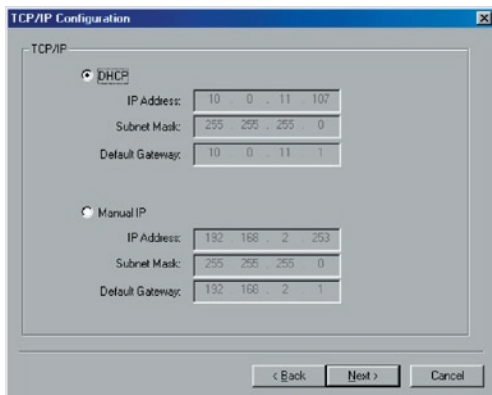 TCP/IP Configuration
TCP/IP
DHCP
IP Address: 10 . 0 . 11 . 107
Subnet Mask: 255 . 255 . 255 . 0
Default Gateway: 10 . 0 . 11 . 1
Manual IP
IP Address: 192 . 168 . 2 . 253
Subnet Mask: 255 . 255 . 255 . 0
Default Gateway: 192 . 168 . 2 . 1
< Back Next > Cancel